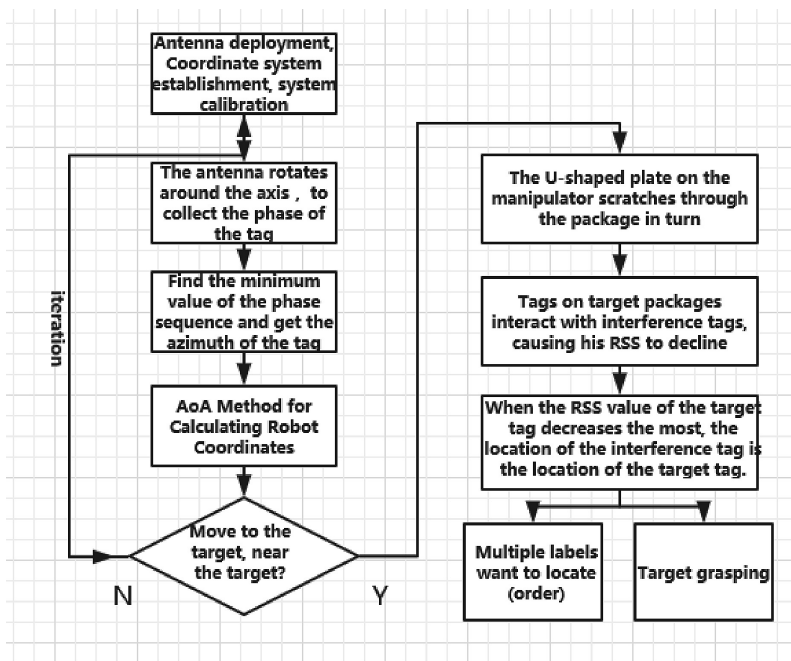 Antenna deployment,
Coordinate system
establishment, system
calibration
The antenna rotates
around the axis， to
collect the phase of
the tag
Find the minimum
value of the phase
sequence and get the
azimuth of the tag
iteration
AoA Method for
Calculating Robot
Coordinates
Move to the
target, near
the target?
N
Y
The U-shaped plate on the
manipulator scratches through
the package in turn
Tags on target packages
interact with interference tags,
causing his RSS to decline
When the RSS value of the target
tag decreases the most, the
location of the interference tag is
the location of the target tag.
Multiple labels
want to locate
(order)
Target grasping